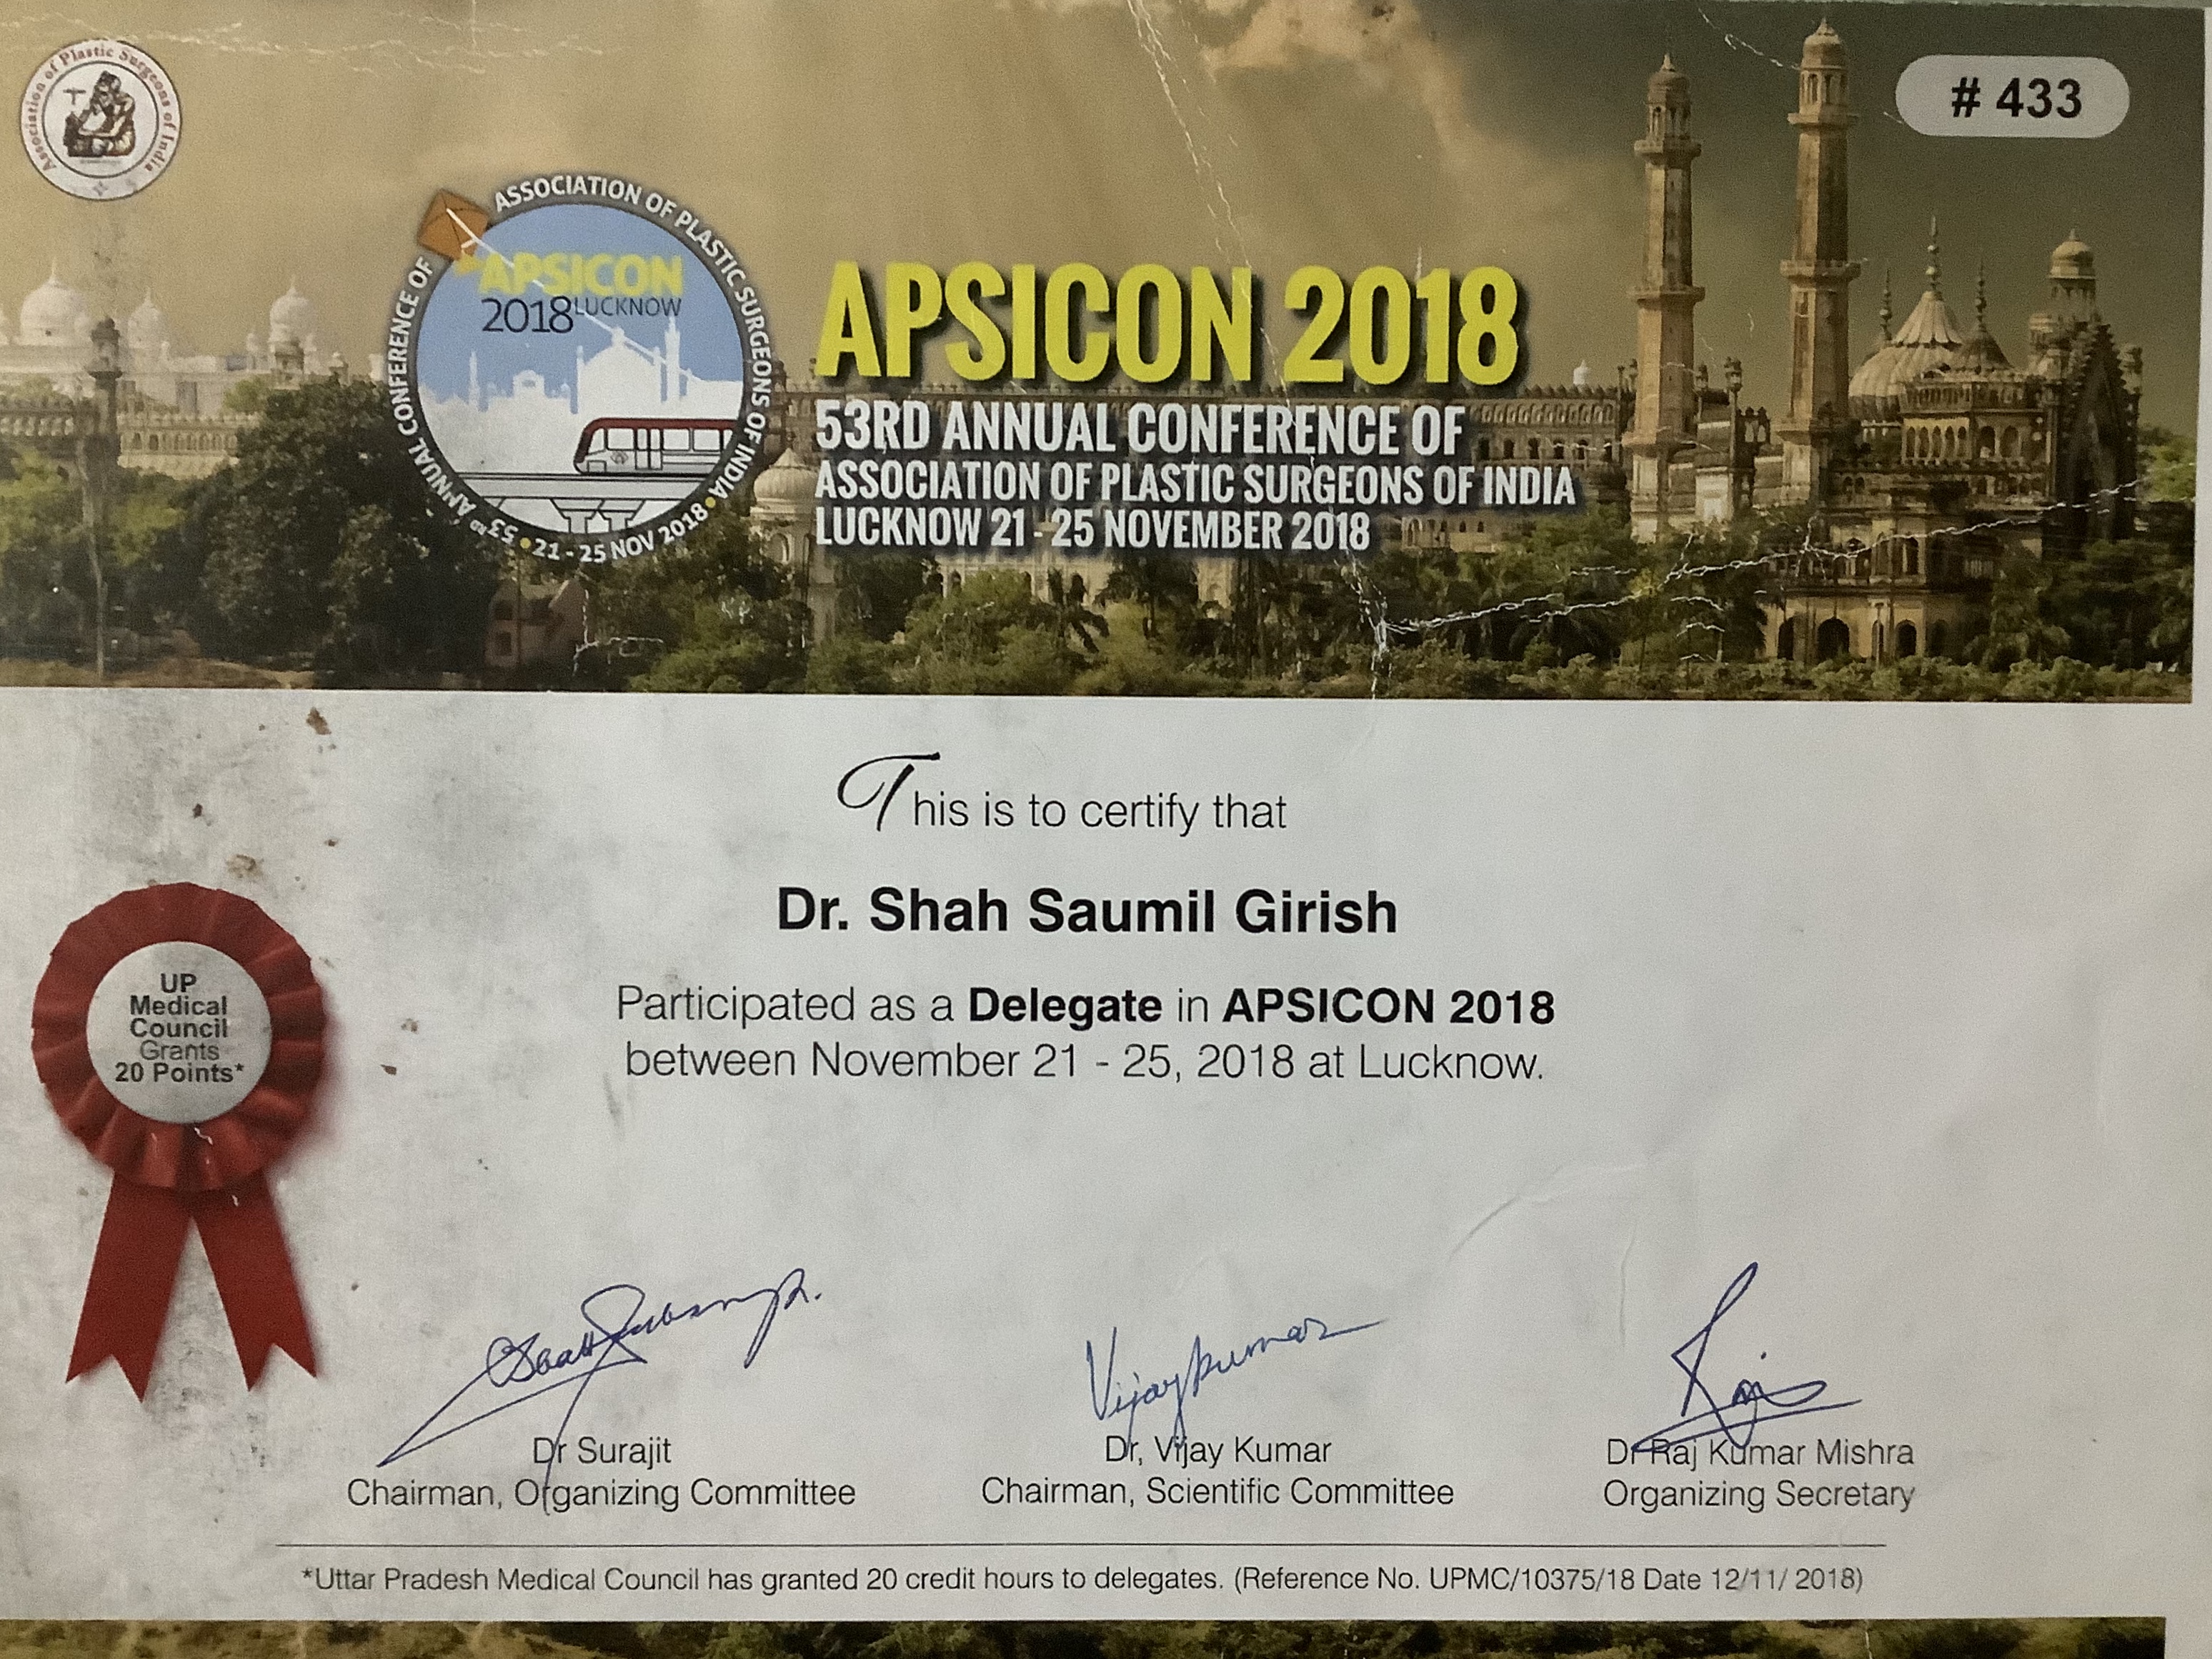 Association of Plastic Surgeons of India
# 433
53RD ANNUAL CONFERENCE OF ASSOCIATION OF PLASTIC SURGEONS OF INDIA
• 21 - 25 NOV 2018 •
APSICON
2018 LUCKNOW
APSICON 2018
53RD ANNUAL CONFERENCE OF
ASSOCIATION OF PLASTIC SURGEONS OF INDIA
LUCKNOW 21 - 25 NOVEMBER 2018
This is to certify that
Dr. Shah Saumil Girish
Participated as a Delegate in APSICON 2018
between November 21 - 25, 2018 at Lucknow.
UP
Medical
Council
Grants
20 Points*
Vijaykumar
Raj
Dr Surajit
Chairman, Organizing Committee
Dr, Vijay Kumar
Chairman, Scientific Committee
Dr Raj Kumar Mishra
Organizing Secretary
*Uttar Pradesh Medical Council has granted 20 credit hours to delegates. (Reference No. UPMC/10375/18 Date 12/11/ 2018)